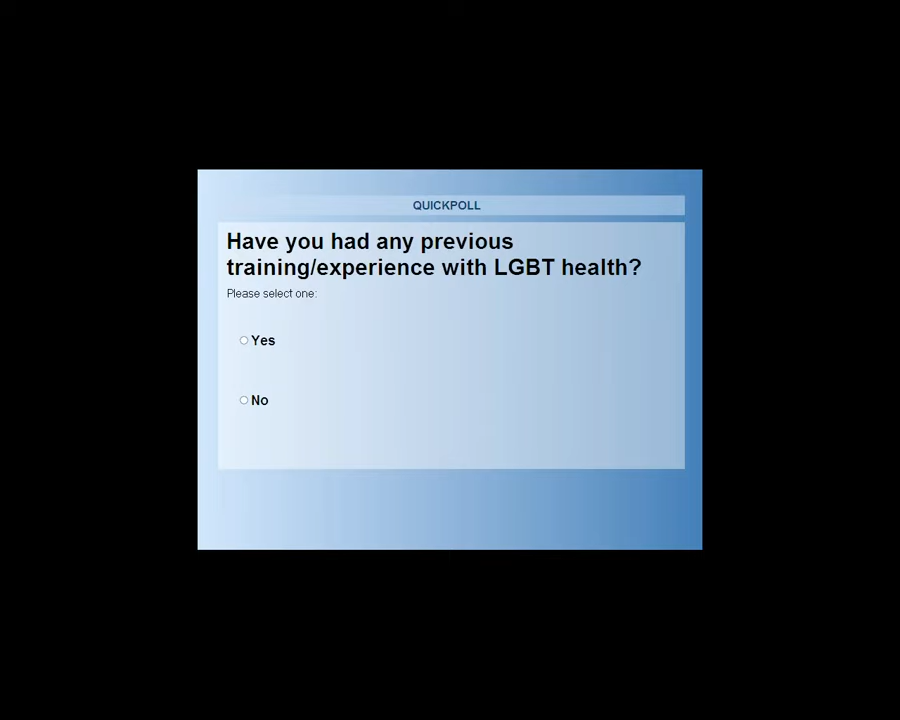 QUICKPOLL
Have you had any previous
training/experience with LGBT health?
Please select one:
Yes
No